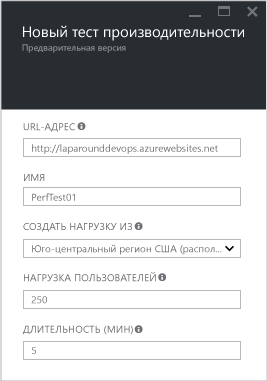 Новый тест производительности
Предварительная версия
URL-АДРЕС
http://laparounddevops.azurewebsites.net
ИМЯ
PerfTest01
СОЗДАТЬ НАГРУЗКУ ИЗ
Юго-центральный регион США (распол...
НАГРУЗКА ПОЛЬЗОВАТЕЛЕЙ
250
ДЛИТЕЛЬНОСТЬ (МИН)
5